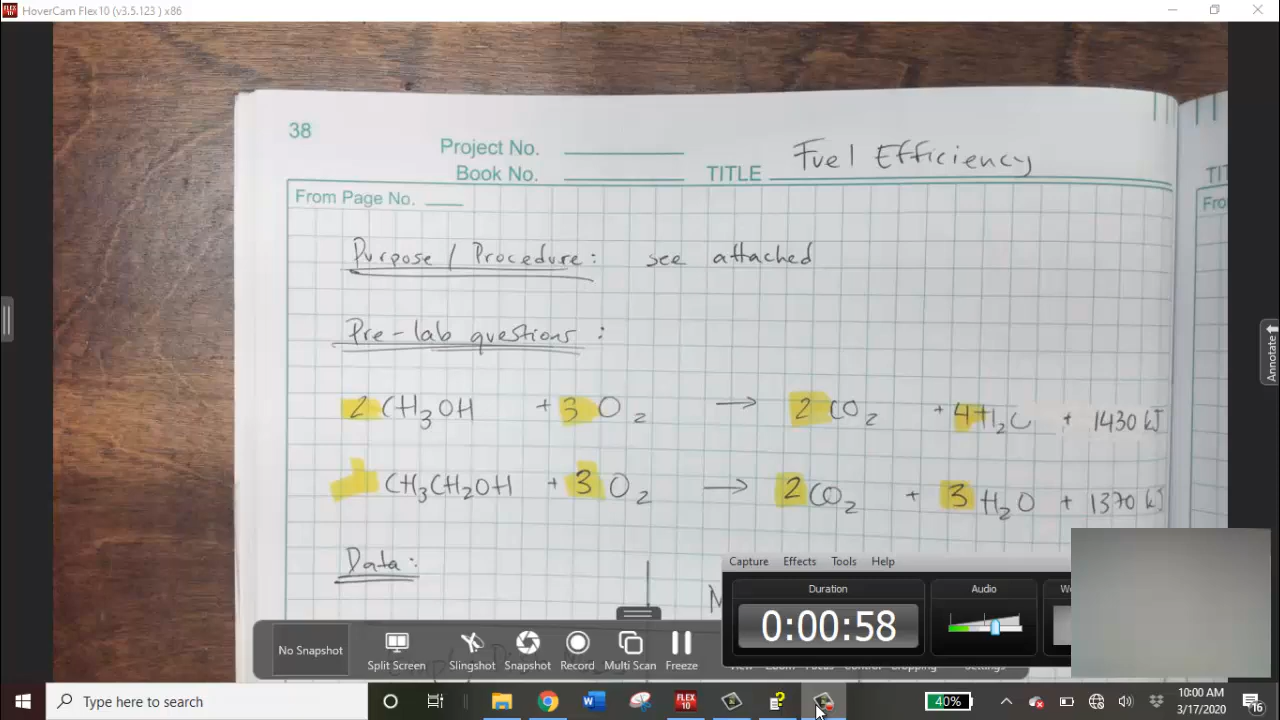 HoverCam Flex10 (v3.5.123) x86
38
Project No.
Book No.
TITLE Fuel Efficiency
From Page No.
Purpose / Procedure: see attached
Pre-lab questions:
2 CH3OH + 3 O2 → 2 CO2 + 4 H2O + 1430 kJ
CH3CH2OH + 3 O2 → 2 CO2 + 3 H2O + 1370 kJ
Data:
Annotate
Capture Effects Tools Help
Duration
Audio
0:00:58
No Snapshot
Split Screen
Slingshot
Snapshot
Record
Multi Scan
Freeze
FLEX 10
40%
10:00 AM
3/17/2020
16
Type here to search